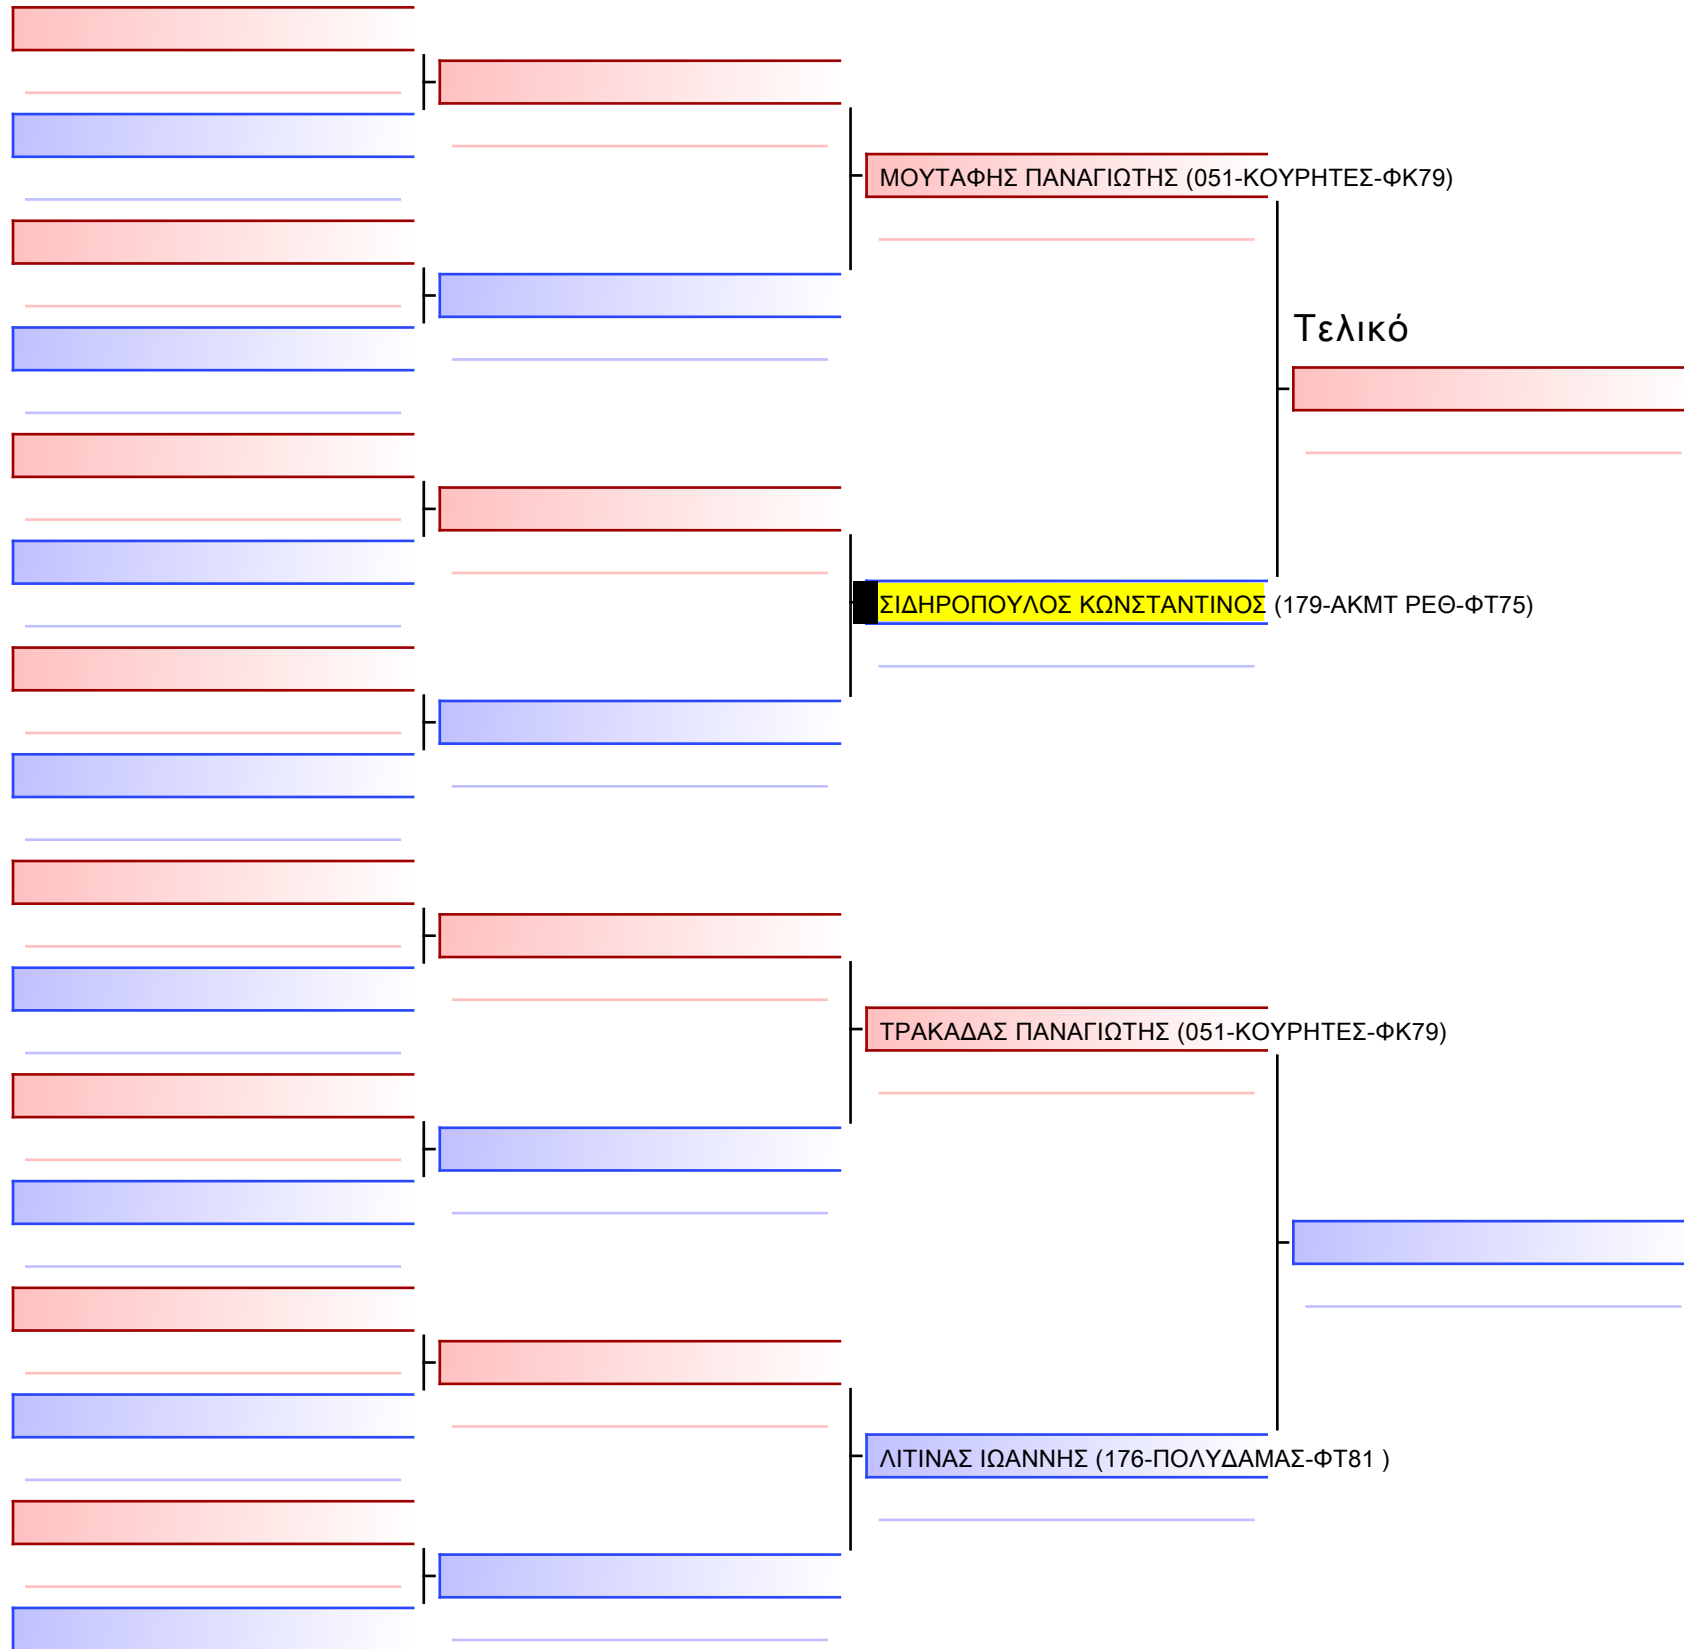 ΜΟΥΤΑΦΗΣ ΠΑΝΑΓΙΩΤΗΣ (051-ΚΟΥΡΗΤΕΣ-ΦΚ79)
Τελικό
ΣΙΔΗΡΟΠΟΥΛΟΣ ΚΩΝΣΤΑΝΤΙΝΟΣ (179-ΑΚΜΤ ΡΕΘ-ΦΤ75)
ΤΡΑΚΑΔΑΣ ΠΑΝΑΓΙΩΤΗΣ (051-ΚΟΥΡΗΤΕΣ-ΦΚ79)
ΛΙΤΙΝΑΣ ΙΩΑΝΝΗΣ (176-ΠΟΛΥΔΑΜΑΣ-ΦΤ81 )